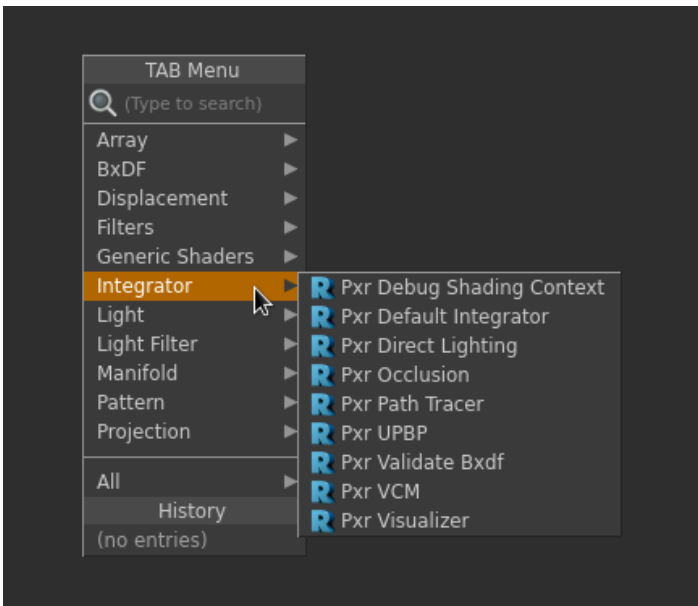 TAB Menu
(Type to search)
Array
BxDF
Displacement
Filters
Generic Shaders
Integrator
Light
Light Filter
Manifold
Pattern
Projection
All
History
(no entries)
Pxr Debug Shading Context
Pxr Default Integrator
Pxr Direct Lighting
Pxr Occlusion
Pxr Path Tracer
Pxr UPBP
Pxr Validate Bxdf
Pxr VCM
Pxr Visualizer